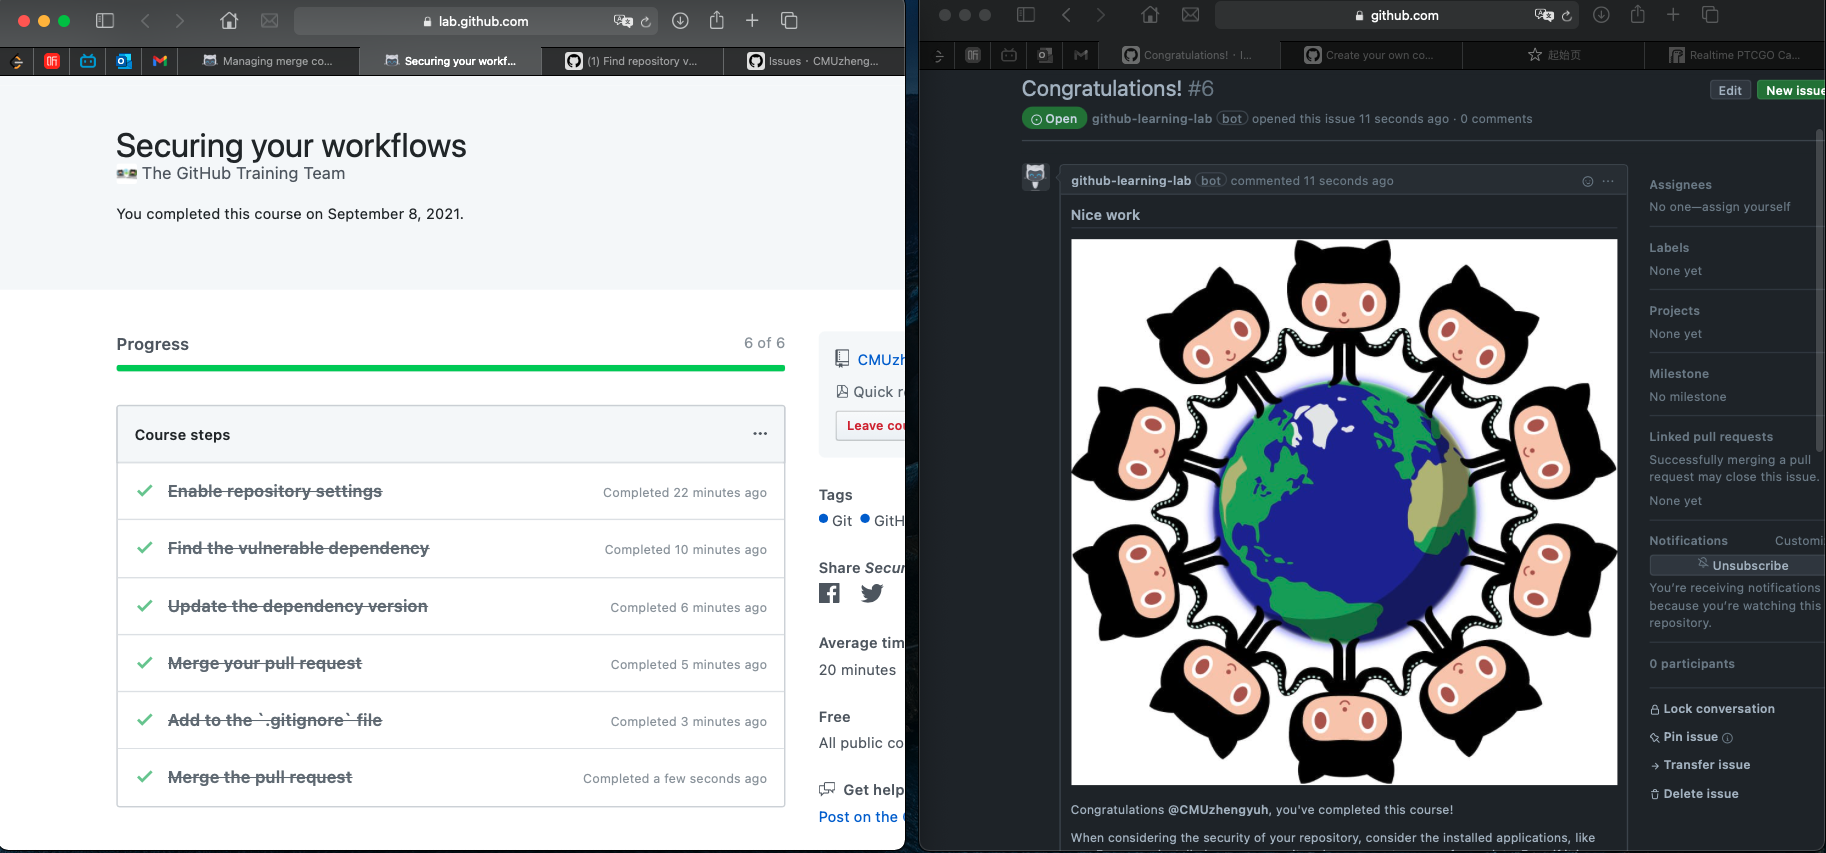 lab.github.com
Managing merge co...
Securing your workf...
(1) Find repository v...
Issues · CMUzheng...
Securing your workflows
The GitHub Training Team
You completed this course on September 8, 2021.
Progress
6 of 6
Course steps
Enable repository settings
Completed 22 minutes ago
Find the vulnerable dependency
Completed 10 minutes ago
Update the dependency version
Completed 6 minutes ago
Merge your pull request
Completed 5 minutes ago
Add to the `.gitignore` file
Completed 3 minutes ago
Merge the pull request
Completed a few seconds ago
CMUzh
Quick r
Leave cou
Tags
Git
GitH
Share Secur
Average tim
20 minutes
Free
All public co
Get help
Post on the
github.com
Congratulations! · I...
Create your own co...
起始页
Realtime PTCGO Ca...
Congratulations! #6
Edit
New issue
Open
github-learning-lab bot opened this issue 11 seconds ago · 0 comments
github-learning-lab bot commented 11 seconds ago
Nice work
Congratulations @CMUzhengyuh, you've completed this course!
When considering the security of your repository, consider the installed applications, like
Assignees
No one—assign yourself
Labels
None yet
Projects
None yet
Milestone
No milestone
Linked pull requests
Successfully merging a pull
request may close this issue.
None yet
Notifications
Customi
Unsubscribe
You're receiving notifications
because you're watching this
repository.
0 participants
Lock conversation
Pin issue
Transfer issue
Delete issue